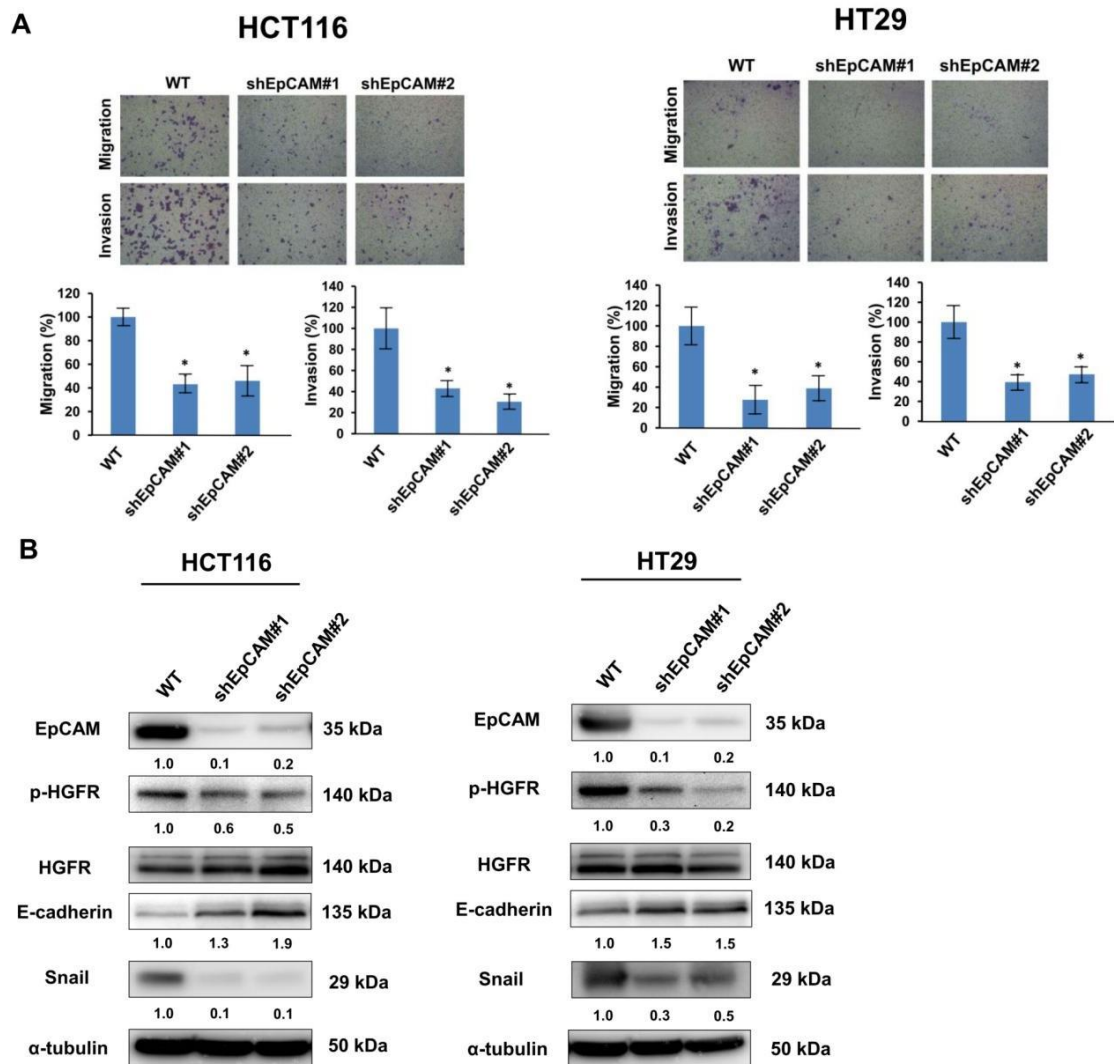 A
HCT116
WT shEpCAM#1 shEpCAM#2
Migration
Invasion
Migration (%)
120
100
80
60
40
20
0
WT
shEpCAM#1
shEpCAM#2
Invasion (%)
140
120
100
80
60
40
20
0
WT
shEpCAM#1
shEpCAM#2
*
*
*
*
HT29
WT shEpCAM#1 shEpCAM#2
Migration
Invasion
Migration (%)
140
120
100
80
60
40
20
0
WT
shEpCAM#1
shEpCAM#2
Invasion (%)
140
120
100
80
60
40
20
0
WT
shEpCAM#1
shEpCAM#2
*
*
*
*
B
HCT116
WT shEpCAM#1 shEpCAM#2
EpCAM 35 kDa
1.0 0.1 0.2
p-HGFR 140 kDa
1.0 0.6 0.5
HGFR 140 kDa
E-cadherin 135 kDa
1.0 1.3 1.9
Snail 29 kDa
1.0 0.1 0.1
α-tubulin 50 kDa
HT29
WT shEpCAM#1 shEpCAM#2
EpCAM 35 kDa
1.0 0.1 0.2
p-HGFR 140 kDa
1.0 0.3 0.2
HGFR 140 kDa
E-cadherin 135 kDa
1.0 1.5 1.5
Snail 29 kDa
1.0 0.3 0.5
α-tubulin 50 kDa